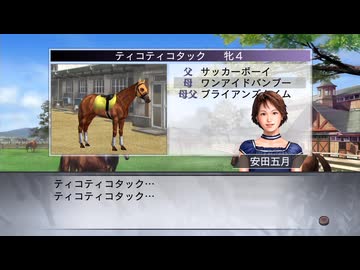 ティコティコタック 牝4
父 サッカーボーイ
母 ワンアイドバンブー
母父 ブライアンズタイム
安田五月
ティコティコタック…
ティコティコタック…